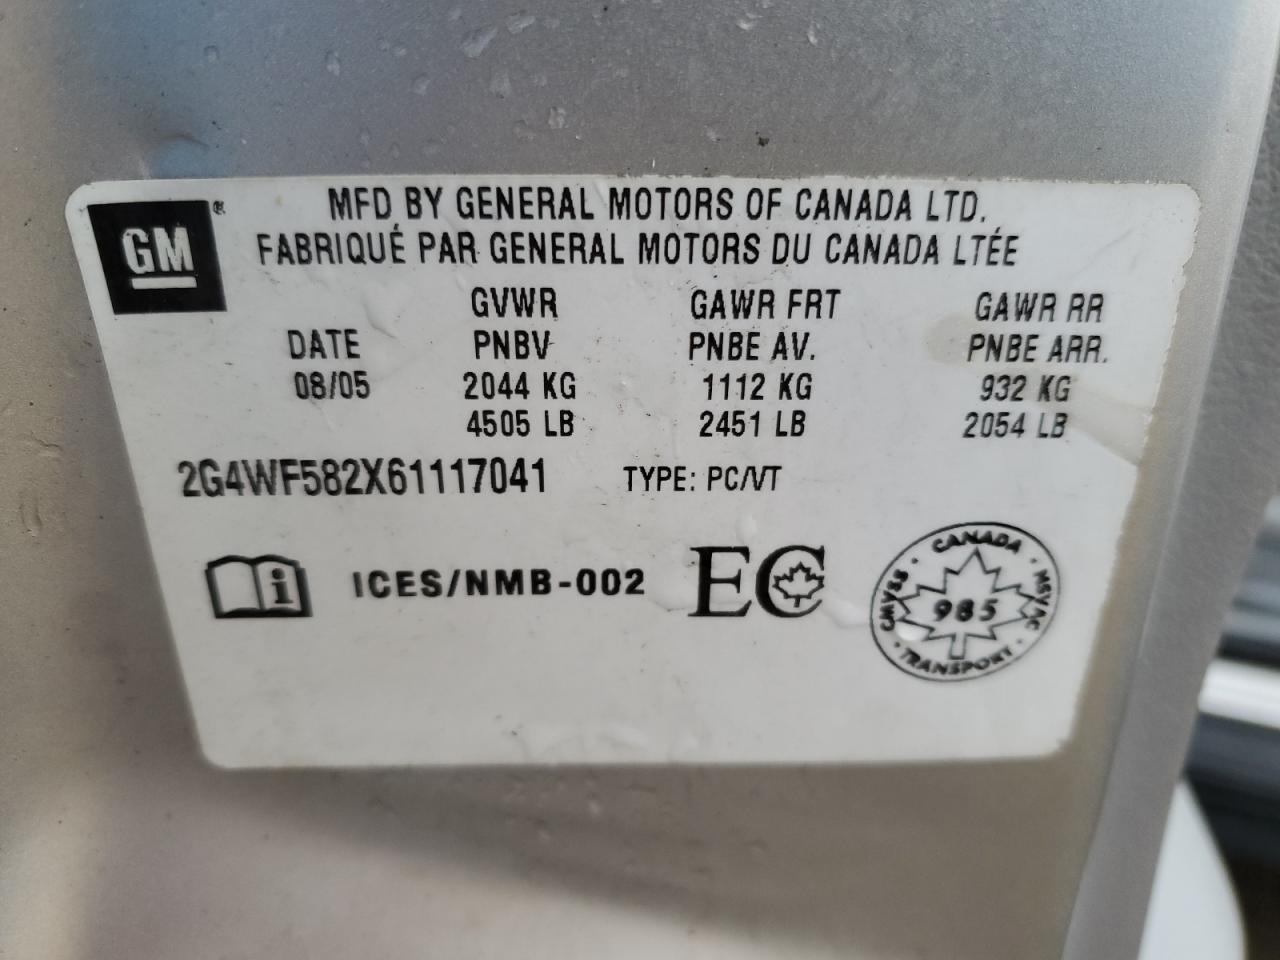 GM®
MFD BY GENERAL MOTORS OF CANADA LTD.
FABRIQUÉ PAR GENERAL MOTORS DU CANADA LTÉE
GVWR GAWR FRT GAWR RR
DATE PNBV PNBE AV. PNBE ARR.
08/05 2044 KG 1112 KG 932 KG
4505 LB 2451 LB 2054 LB
2G4WF582X61117041 TYPE: PC/VT
i ICES/NMB-002 EC
CANADA
CMVSS 985 NSVAC
TRANSPORT